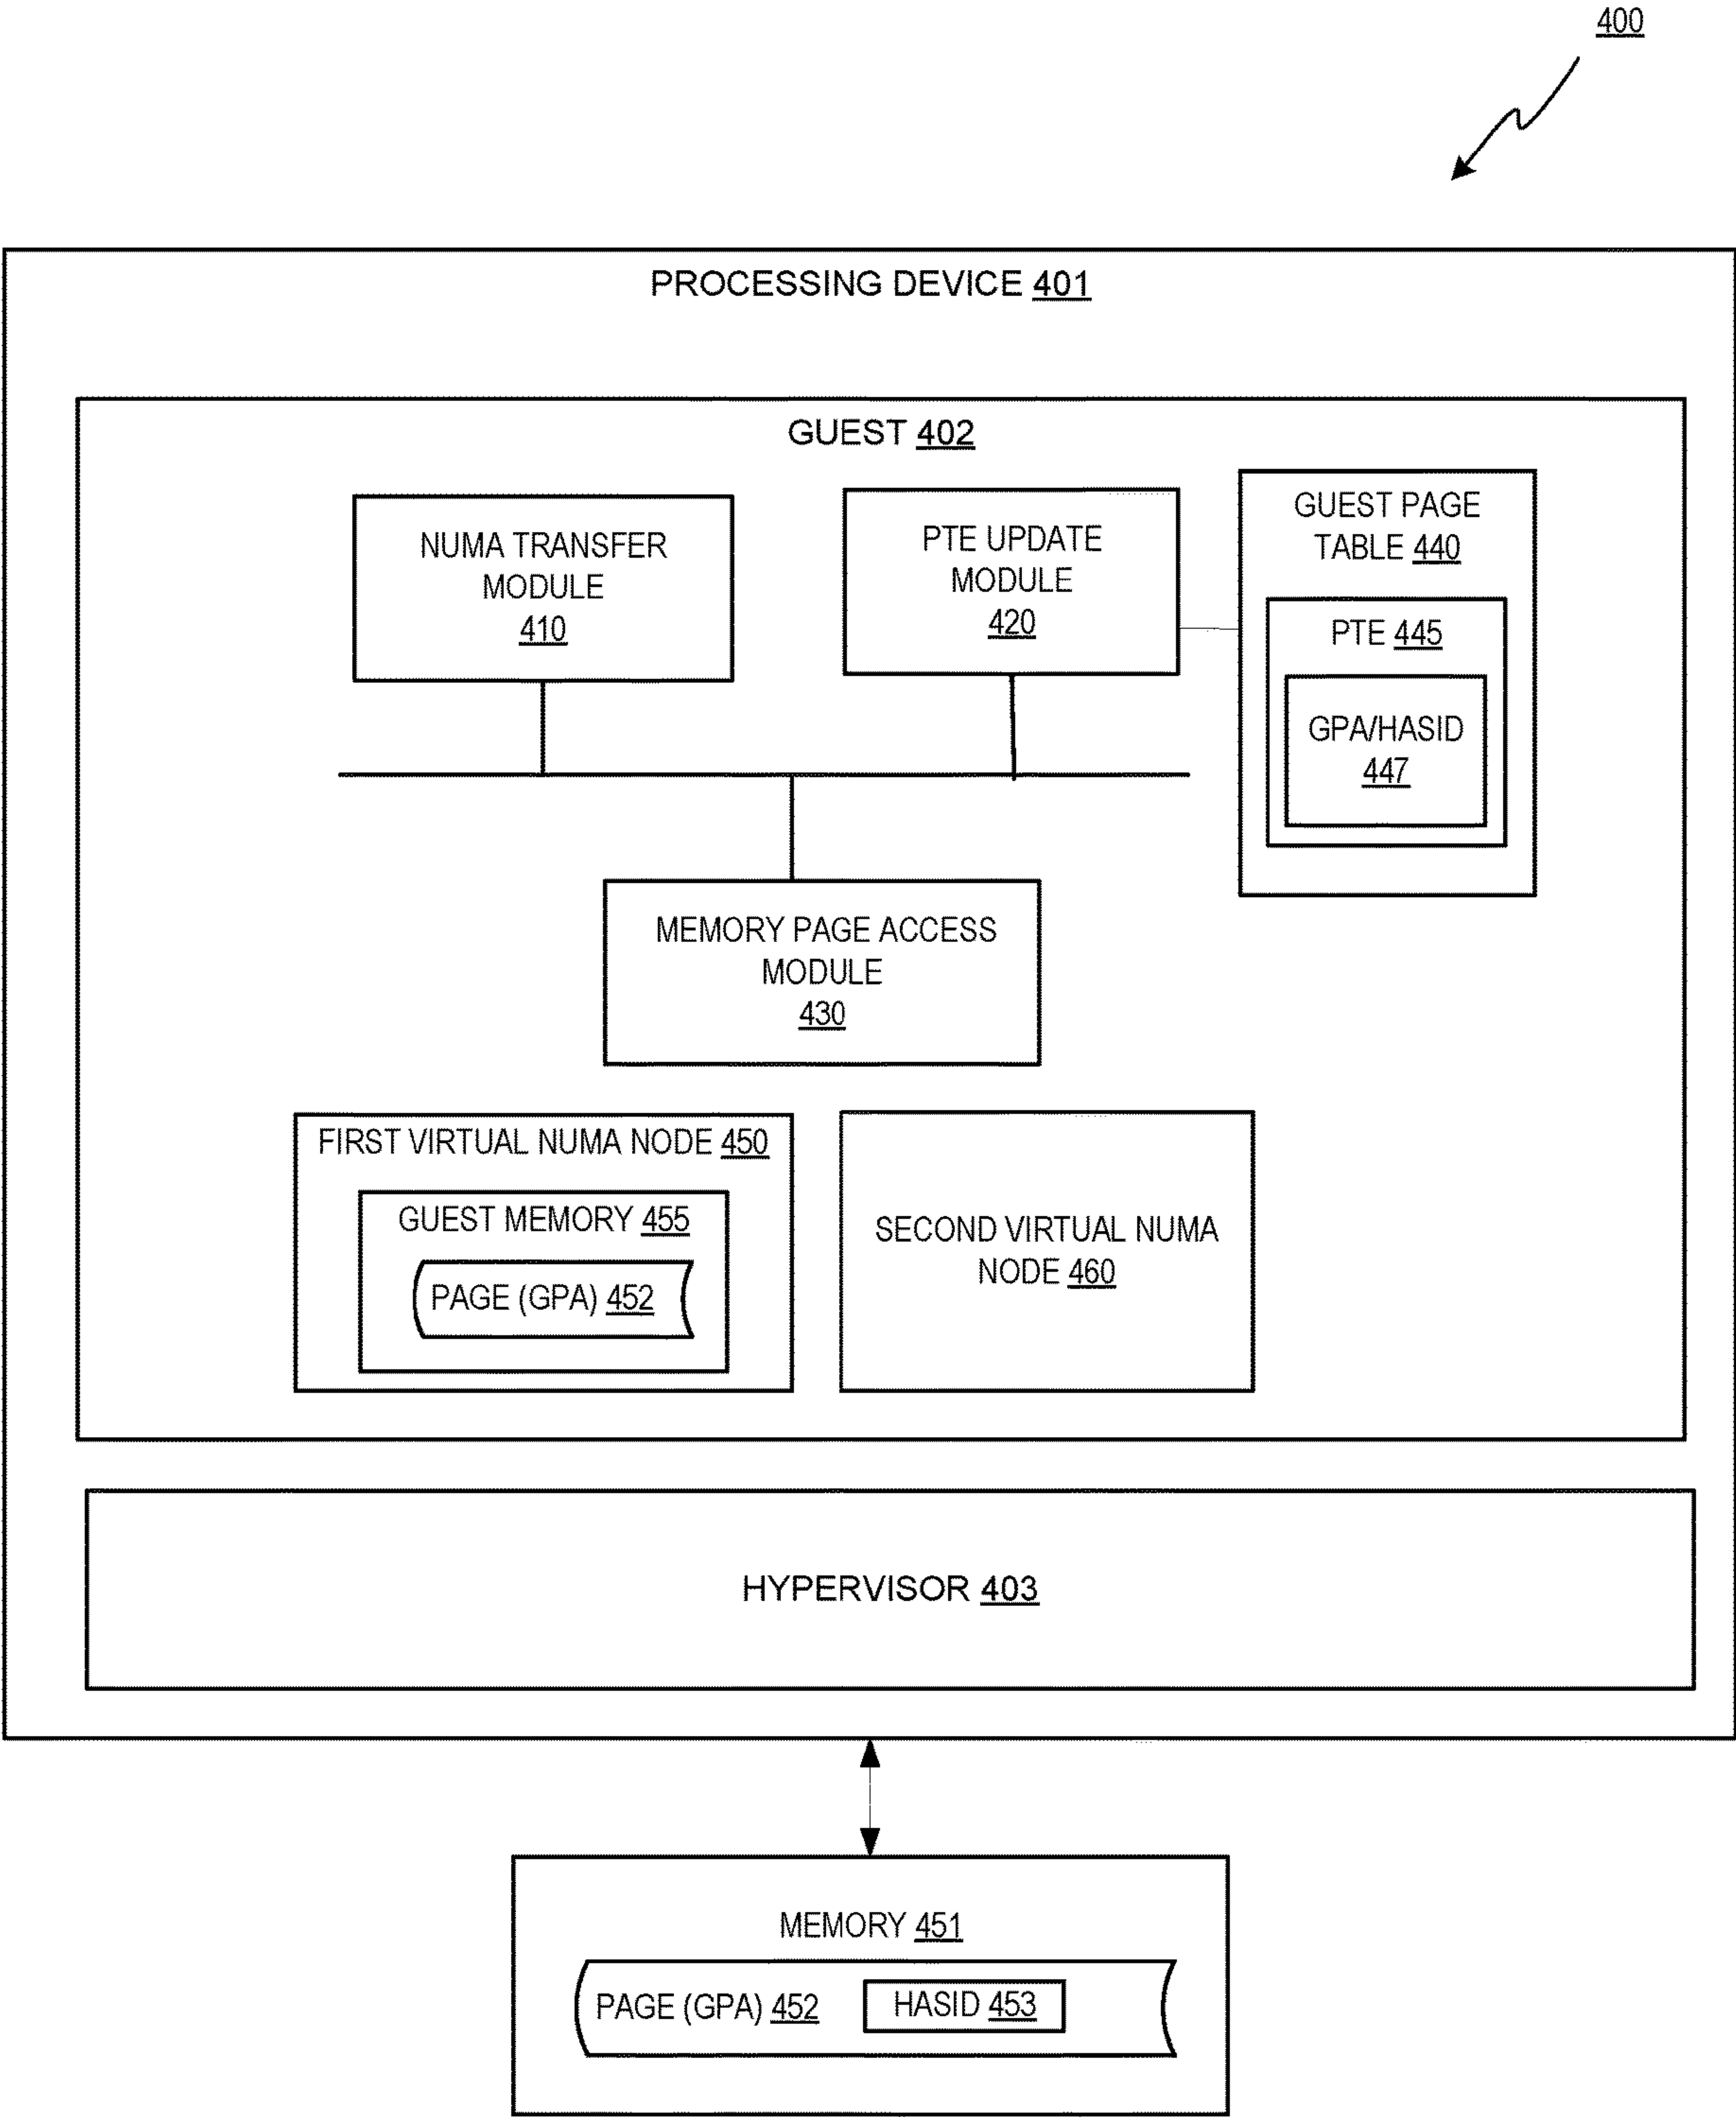 400
PROCESSING DEVICE 401
GUEST 402
NUMA TRANSFER
MODULE
410
PTE UPDATE
MODULE
420
GUEST PAGE
TABLE 440
PTE 445
GPA/HASID
447
MEMORY PAGE ACCESS
MODULE
430
FIRST VIRTUAL NUMA NODE 450
GUEST MEMORY 455
PAGE (GPA) 452
SECOND VIRTUAL NUMA
NODE 460
HYPERVISOR 403
MEMORY 451
PAGE (GPA) 452
HASID 453